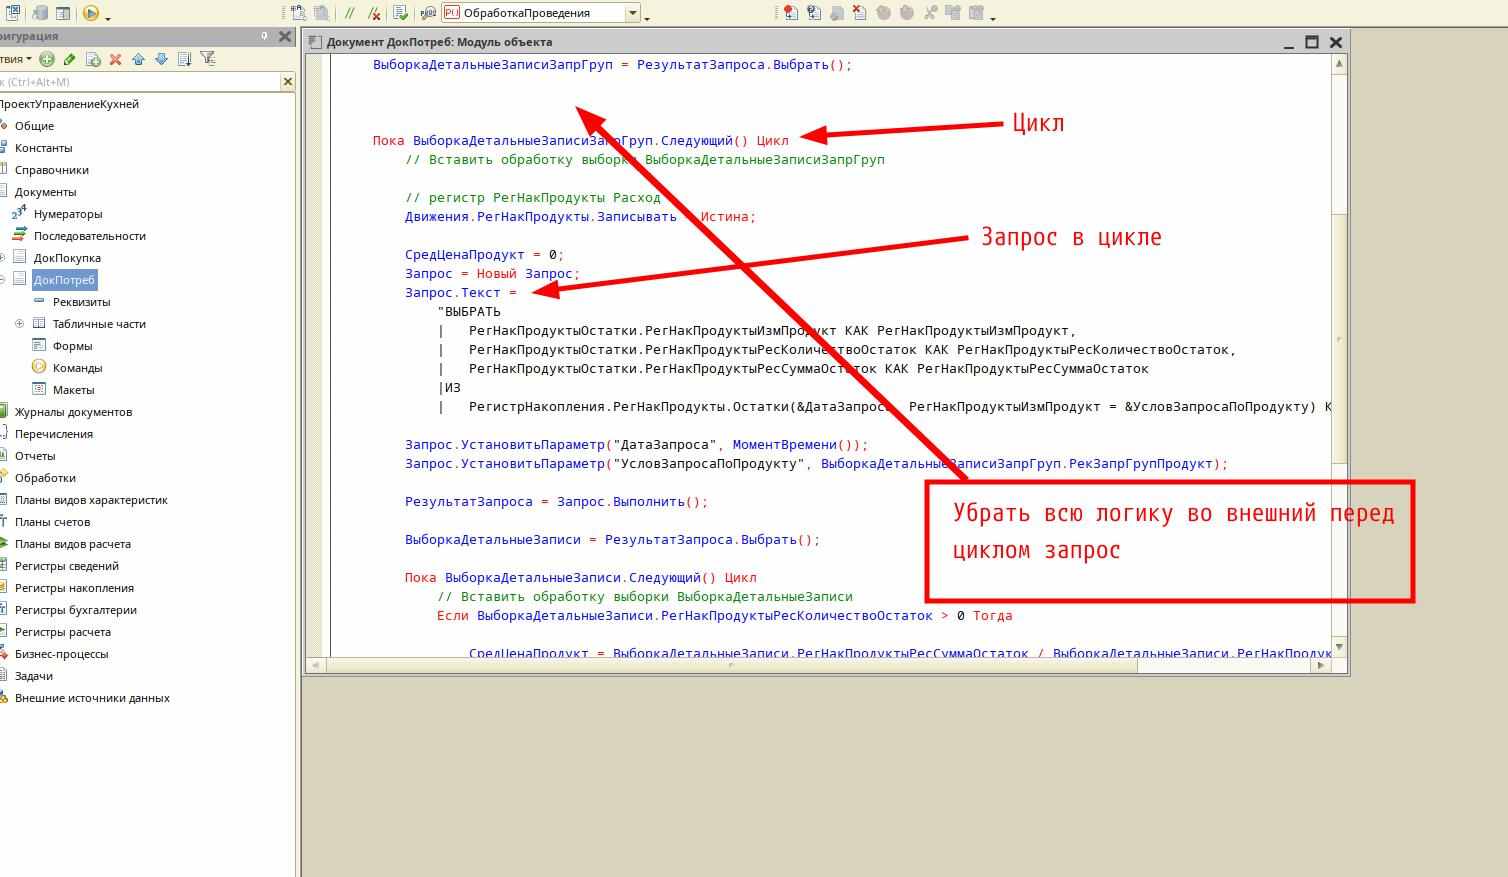 ОбработкаПроведения
фигурация
Документ ДокПотреб: Модуль объекта
твия
к (Ctrl+Alt+M)
ПроектУправлениеКухней
Общие
Константы
Справочники
Документы
Нумераторы
Последовательности
ДокПокупка
ДокПотреб
Реквизиты
Табличные части
Формы
Команды
Макеты
Журналы документов
Перечисления
Отчеты
Обработки
Планы видов характеристик
Планы счетов
Планы видов расчета
Регистры сведений
Регистры накопления
Регистры бухгалтерии
Регистры расчета
Бизнес-процессы
Задачи
Внешние источники данных
ВыборкаДетальныеЗаписиЗапрГруп = РезультатЗапроса.Выбрать();
Пока ВыборкаДетальныеЗаписиЗапрГруп.Следующий() Цикл
// Вставить обработку выборки ВыборкаДетальныеЗаписиЗапрГруп
// регистр РегНакПродукты Расход
Движения.РегНакПродукты.Записывать = Истина;
СредЦенаПродукт = 0;
Запрос = Новый Запрос;
Запрос.Текст =
"ВЫБРАТЬ
| РегНакПродуктыОстатки.РегНакПродуктыИзмПродукт КАК РегНакПродуктыИзмПродукт,
| РегНакПродуктыОстатки.РегНакПродуктыРесКоличествоОстаток КАК РегНакПродуктыРесКоличествоОстаток,
| РегНакПродуктыОстатки.РегНакПродуктыРесСуммаОстаток КАК РегНакПродуктыРесСуммаОстаток
|ИЗ
| РегистрНакопления.РегНакПродукты.Остатки(&ДатаЗапроса, РегНакПродуктыИзмПродукт = &УсловЗапросаПоПродукту) К
Запрос.УстановитьПараметр("ДатаЗапроса", МоментВремени());
Запрос.УстановитьПараметр("УсловЗапросаПоПродукту", ВыборкаДетальныеЗаписиЗапрГруп.РекЗапрГрупПродукт);
РезультатЗапроса = Запрос.Выполнить();
ВыборкаДетальныеЗаписи = РезультатЗапроса.Выбрать();
Пока ВыборкаДетальныеЗаписи.Следующий() Цикл
// Вставить обработку выборки ВыборкаДетальныеЗаписи
Если ВыборкаДетальныеЗаписи.РегНакПродуктыРесКоличествоОстаток > 0 Тогда
СредЦенаПродукт = ВыборкаДетальныеЗаписи.РегНакПродуктыРесСуммаОстаток / ВыборкаДетальныеЗаписи.РегНакПродук
Цикл
Запрос в цикле
Убрать всю логику во внешний перед
циклом запрос